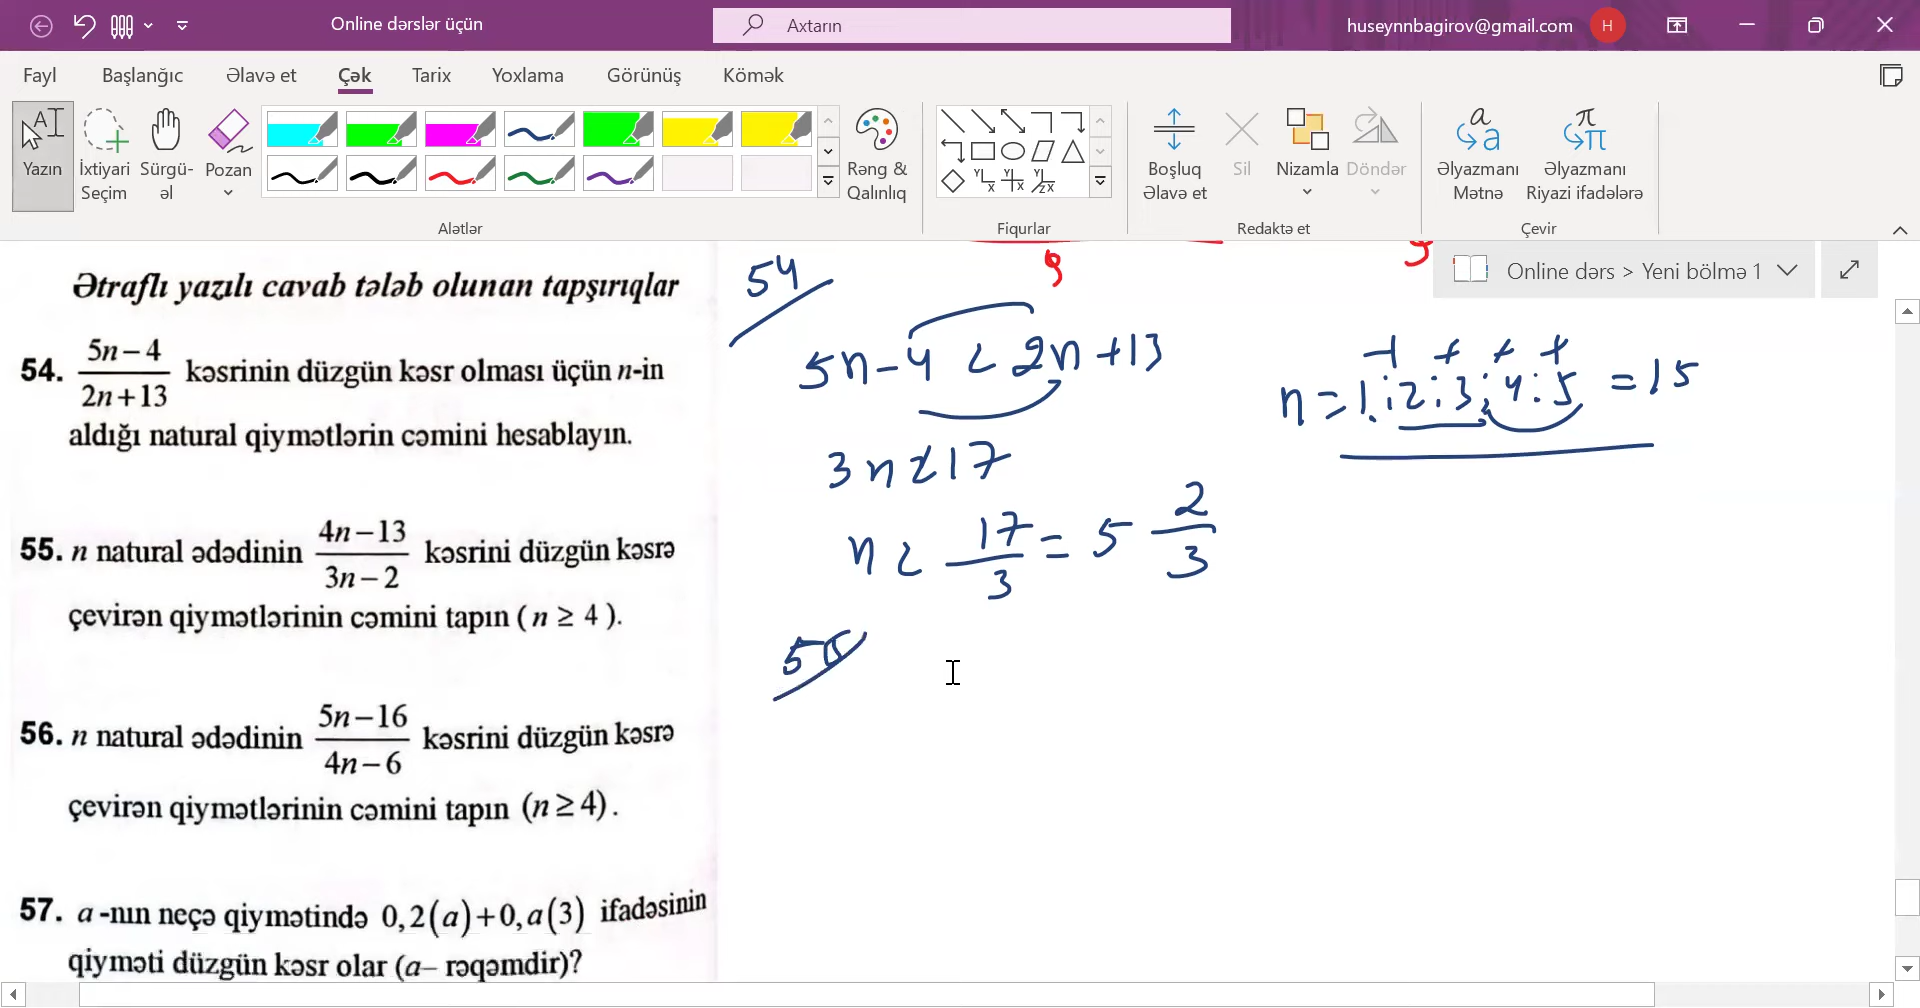 Online dərslər üçün
Axtarın
huseynnbagirov@gmail.com
H
Fayl
Başlanğıc
Əlavə et
Çək
Tarix
Yoxlama
Görünüş
Kömək
Yazın
İxtiyari Seçim
Sürgü-əl
Pozan
Rəng & Qalınlıq
Boşluq Əlavə et
Sil
Nizamla
Döndər
Əlyazmanı Mətnə
Əlyazmanı Riyazi ifadələrə
Alətlər
Fiqurlar
Redaktə et
Çevir
Online dərs > Yeni bölmə 1
Ətraflı yazılı cavab tələb olunan tapşırıqlar
54. (5n – 4)/(2n + 13) kəsrinin düzgün kəsr olması üçün n-in
aldığı natural qiymətlərin cəmini hesablayın.
55. n natural ədədinin (4n – 13)/(3n – 2) kəsrini düzgün kəsrə
çevirən qiymətlərinin cəmini tapın ( n ≥ 4 ).
56. n natural ədədinin (5n – 16)/(4n – 6) kəsrini düzgün kəsrə
çevirən qiymətlərinin cəmini tapın (n ≥ 4).
57. a -nın neçə qiymətində 0,2(a)+0,a(3) ifadəsinin
qiyməti düzgün kəsr olar (a– rəqəmdir)?
9
9
54
5n-4 < 2n+13
3n < 17
n < 17/3 = 5 2/3
+ + + +
n = 1; 2; 3; 4; 5 = 15
55